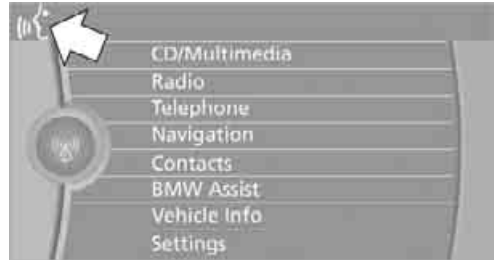 CD/Multimedia
Radio
Telephone
Navigation
Contacts
BMW Assist
Vehicle Info
Settings